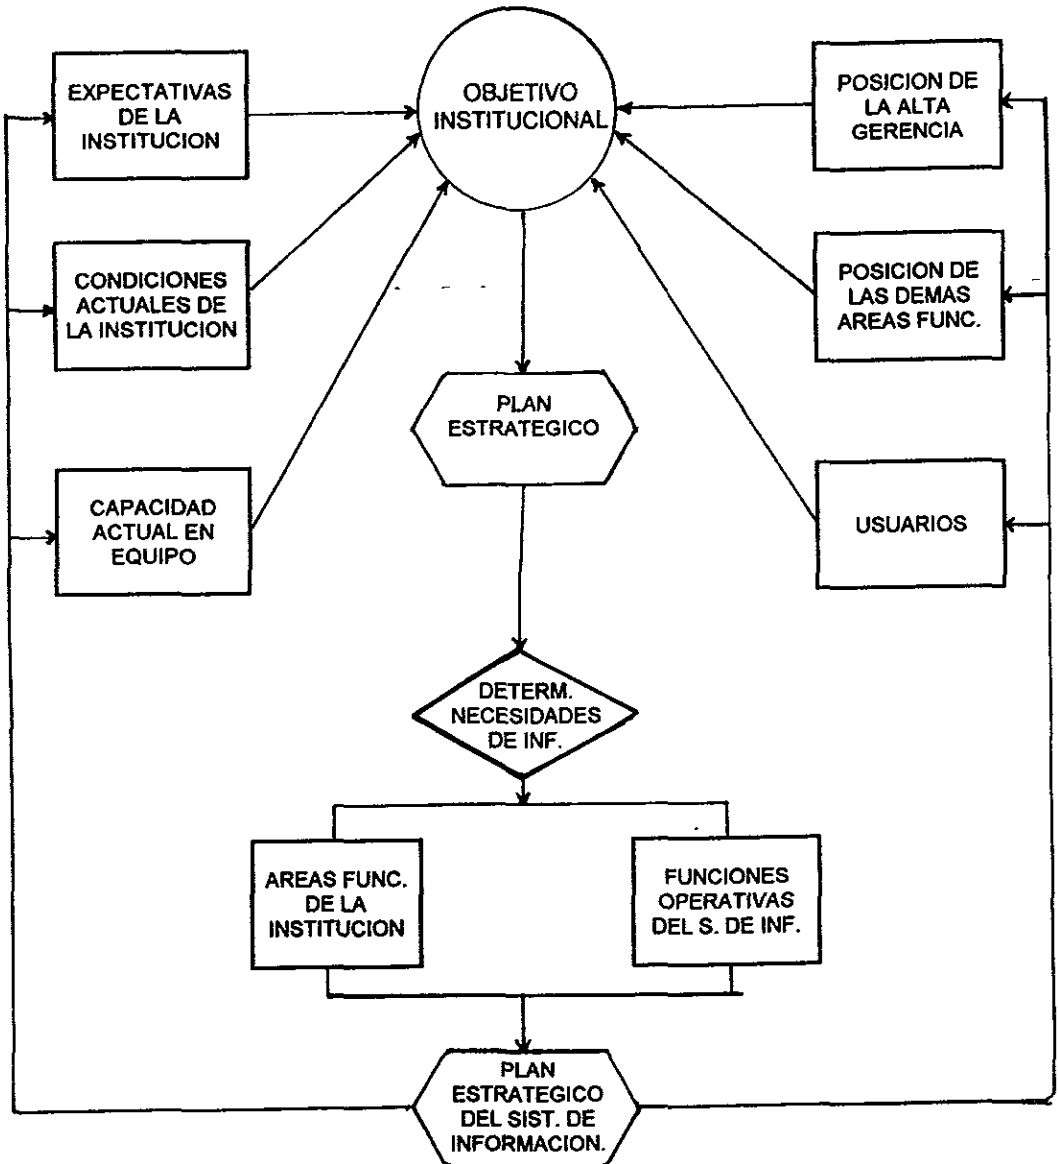 EXPECTATIVAS
DE LA
INSTITUCION
OBJETIVO
INSTITUCIONAL
POSICION DE
LA ALTA
GERENCIA
CONDICIONES
ACTUALES DE
LA INSTITUCION
POSICION DE
LAS DEMAS
AREAS FUNC.
PLAN
ESTRATEGICO
CAPACIDAD
ACTUAL EN
EQUIPO
USUARIOS
DETERM.
NECESIDADES
DE INF.
AREAS FUNC.
DE LA
INSTITUCION
FUNCIONES
OPERATIVAS
DEL S. DE INF.
PLAN
ESTRATEGICO
DEL SIST. DE
INFORMACION.